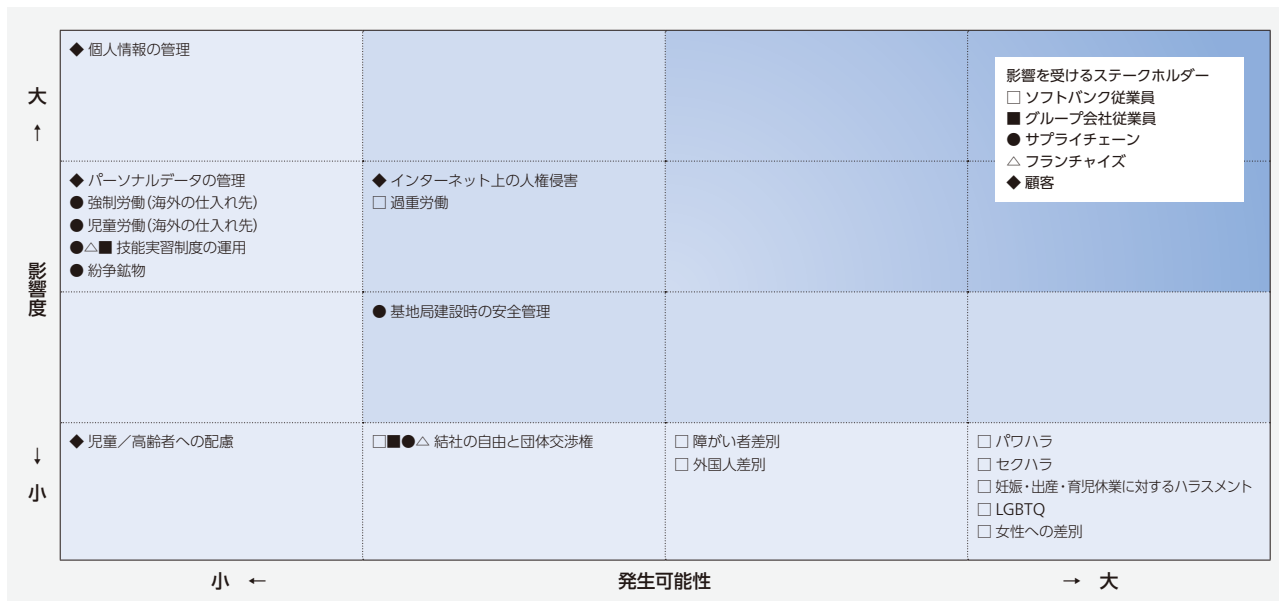 ◆ 個人情報の管理
影響を受けるステークホルダー
□ ソフトバンク従業員
■ グループ会社従業員
● サプライチェーン
△ フランチャイズ
◆ 顧客
大
↑
影響度
↓
小
◆ パーソナルデータの管理
● 強制労働(海外の仕入れ先)
● 児童労働(海外の仕入れ先)
●△■ 技能実習制度の運用
● 紛争鉱物
◆ インターネット上の人権侵害
□ 過重労働
● 基地局建設時の安全管理
◆ 児童／高齢者への配慮
□■●△ 結社の自由と団体交渉権
□ 障がい者差別
□ 外国人差別
□ パワハラ
□ セクハラ
□ 妊娠・出産・育児休業に対するハラスメント
□ LGBTQ
□ 女性への差別
小 ←
発生可能性
→ 大